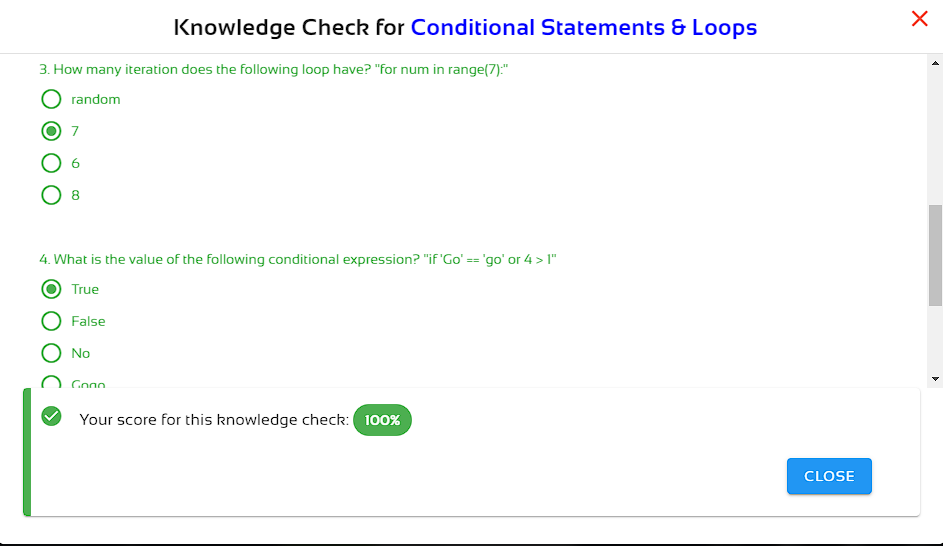 Knowledge Check for Conditional Statements & Loops
3. How many iteration does the following loop have? "for num in range(7):"
random
7
6
8
4. What is the value of the following conditional expression? "if 'Go' == 'go' or 4 > 1"
True
False
No
Gogo
Your score for this knowledge check: 100%
CLOSE